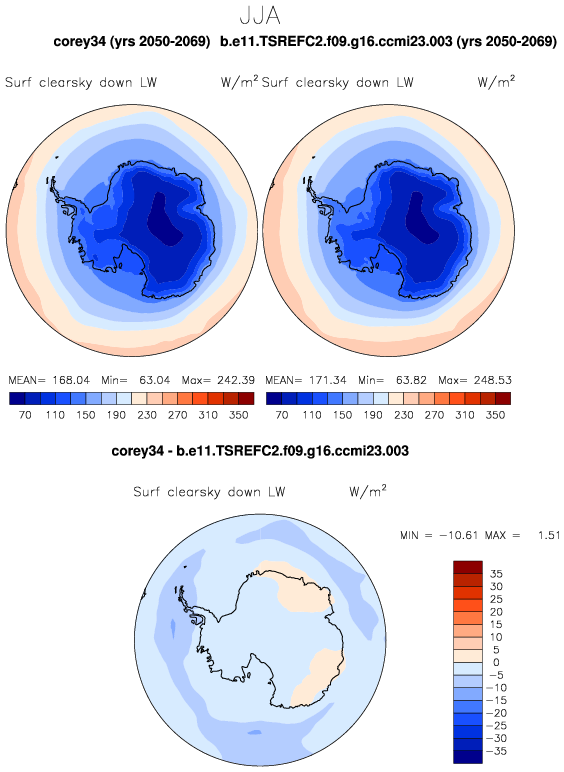 JJA
corey34 (yrs 2050-2069) b.e11.TSREFC2.f09.g16.ccmi23.003 (yrs 2050-2069)
Surf clearsky down LW W/m² Surf clearsky down LW W/m²
MEAN= 168.04 Min= 63.04 Max= 242.39 MEAN= 171.34 Min= 63.82 Max= 248.53
70 110 150 190 230 270 310 350 70 110 150 190 230 270 310 350
corey34 - b.e11.TSREFC2.f09.g16.ccmi23.003
Surf clearsky down LW W/m²
MIN = -10.61 MAX = 1.51
35
30
25
20
15
10
5
0
-5
-10
-15
-20
-25
-30
-35